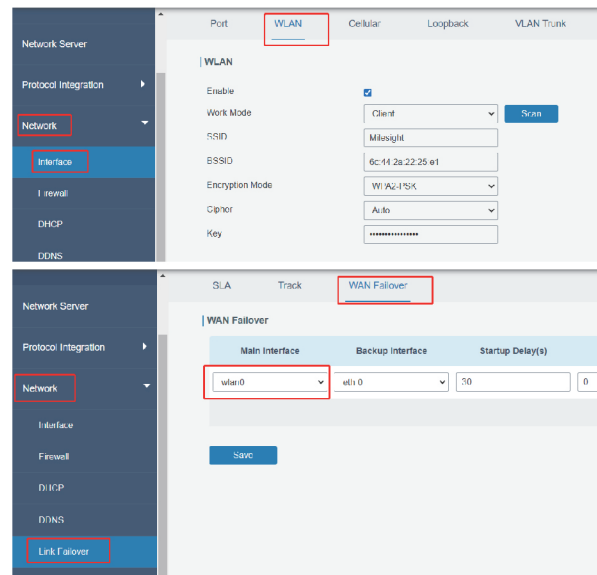 Port WLAN Cellular Loopback VLAN Trunk
Network Server
WLAN
Protocol Integration
Enable
Work Mode Client Scan
Network
SSID Milesight
Interface
BSSID 6c:44:2a:22:25:e1
Encryption Mode WPA2-PSK
Firewall
Cipher Auto
DHCP
Key ••••••••••••••••
DDNS
SLA Track WAN Failover
Network Server
WAN Failover
Protocol Integration
Main Interface Backup Interface Startup Delay(s)
Network
wlan0 eth 0 30 0
Interface
Firewall
Save
DHCP
DDNS
Link Failover